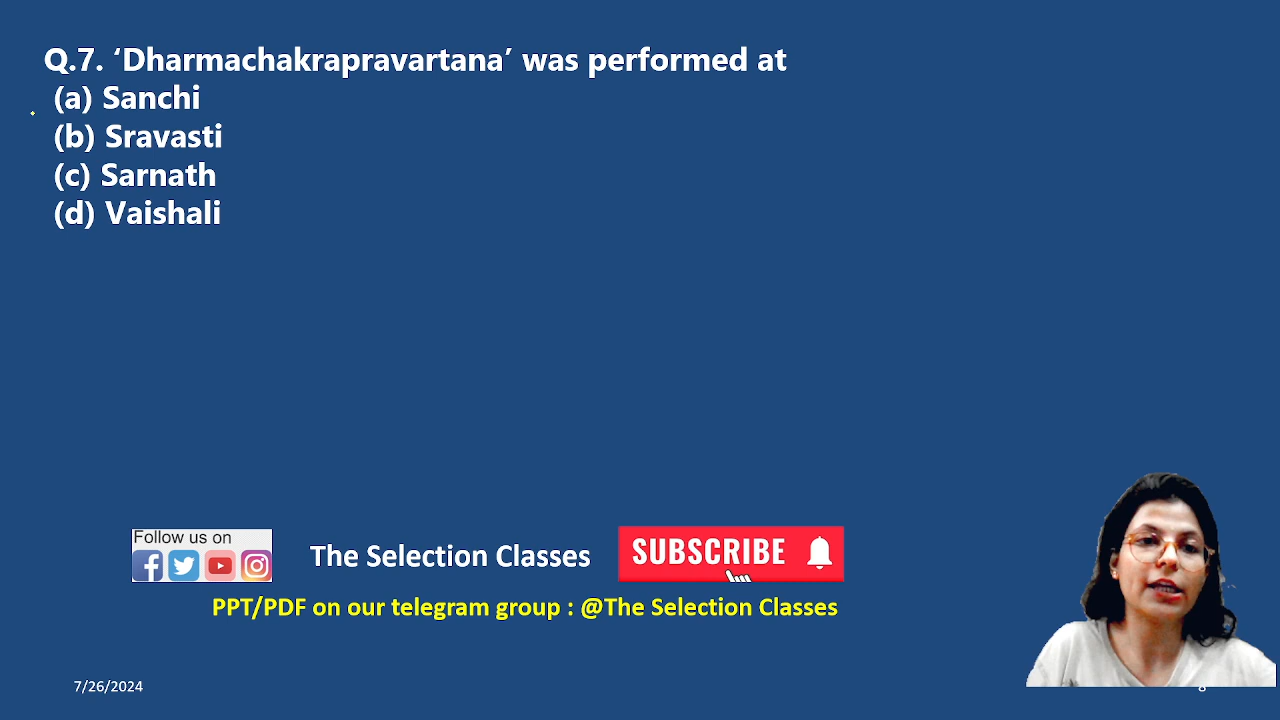 Q.7. ‘Dharmachakrapravartana’ was performed at
(a) Sanchi
(b) Sravasti
(c) Sarnath
(d) Vaishali
Follow us on
The Selection Classes
SUBSCRIBE
PPT/PDF on our telegram group : @The Selection Classes
7/26/2024
8